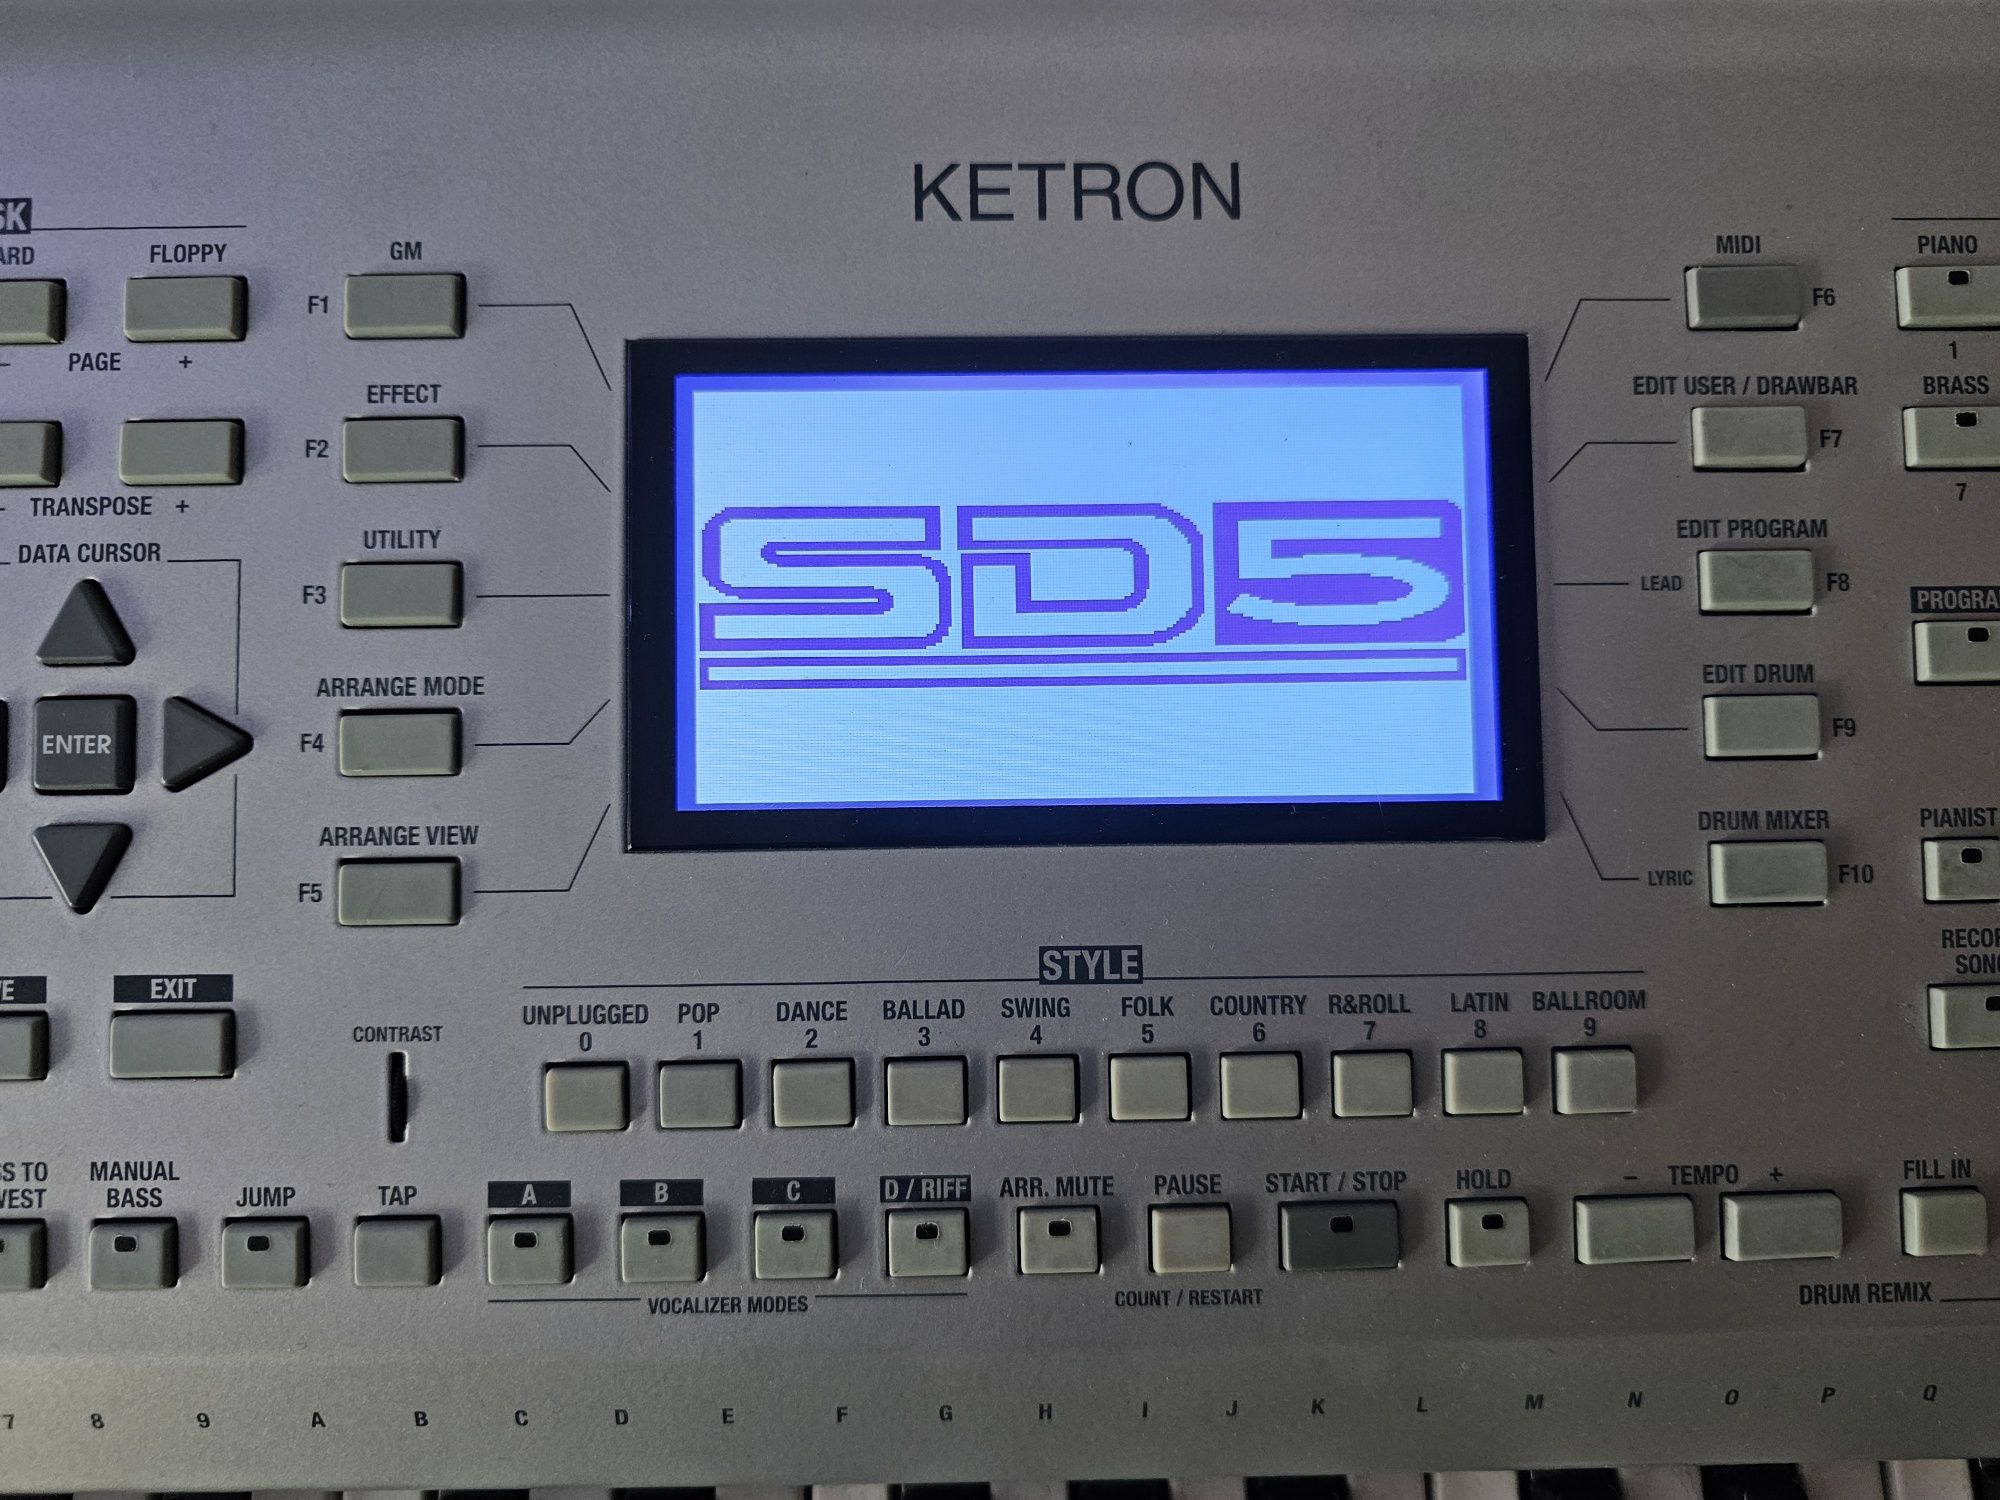 KETRON
FLOPPY
GM
MIDI
PIANO
F1
F6
- PAGE +
1
EFFECT
EDIT USER / DRAWBAR
BRASS
F2
F7
- TRANSPOSE +
7
DATA CURSOR
UTILITY
EDIT PROGRAM
SD5
F3
LEAD
F8
ARRANGE MODE
EDIT DRUM
ENTER
F4
F9
ARRANGE VIEW
DRUM MIXER
PIANIST
F5
LYRIC
F10
STYLE
EXIT
CONTRAST
UNPLUGGED POP DANCE BALLAD SWING FOLK COUNTRY R&ROLL LATIN BALLROOM
0 1 2 3 4 5 6 7 8 9
MANUAL
BASS
JUMP
TAP
A
B
C
D / RIFF
ARR. MUTE
PAUSE
START / STOP
HOLD
- TEMPO +
FILL IN
VOCALIZER MODES
COUNT / RESTART
DRUM REMIX
7 8 9 A B C D E F G H I J K L M N O P Q